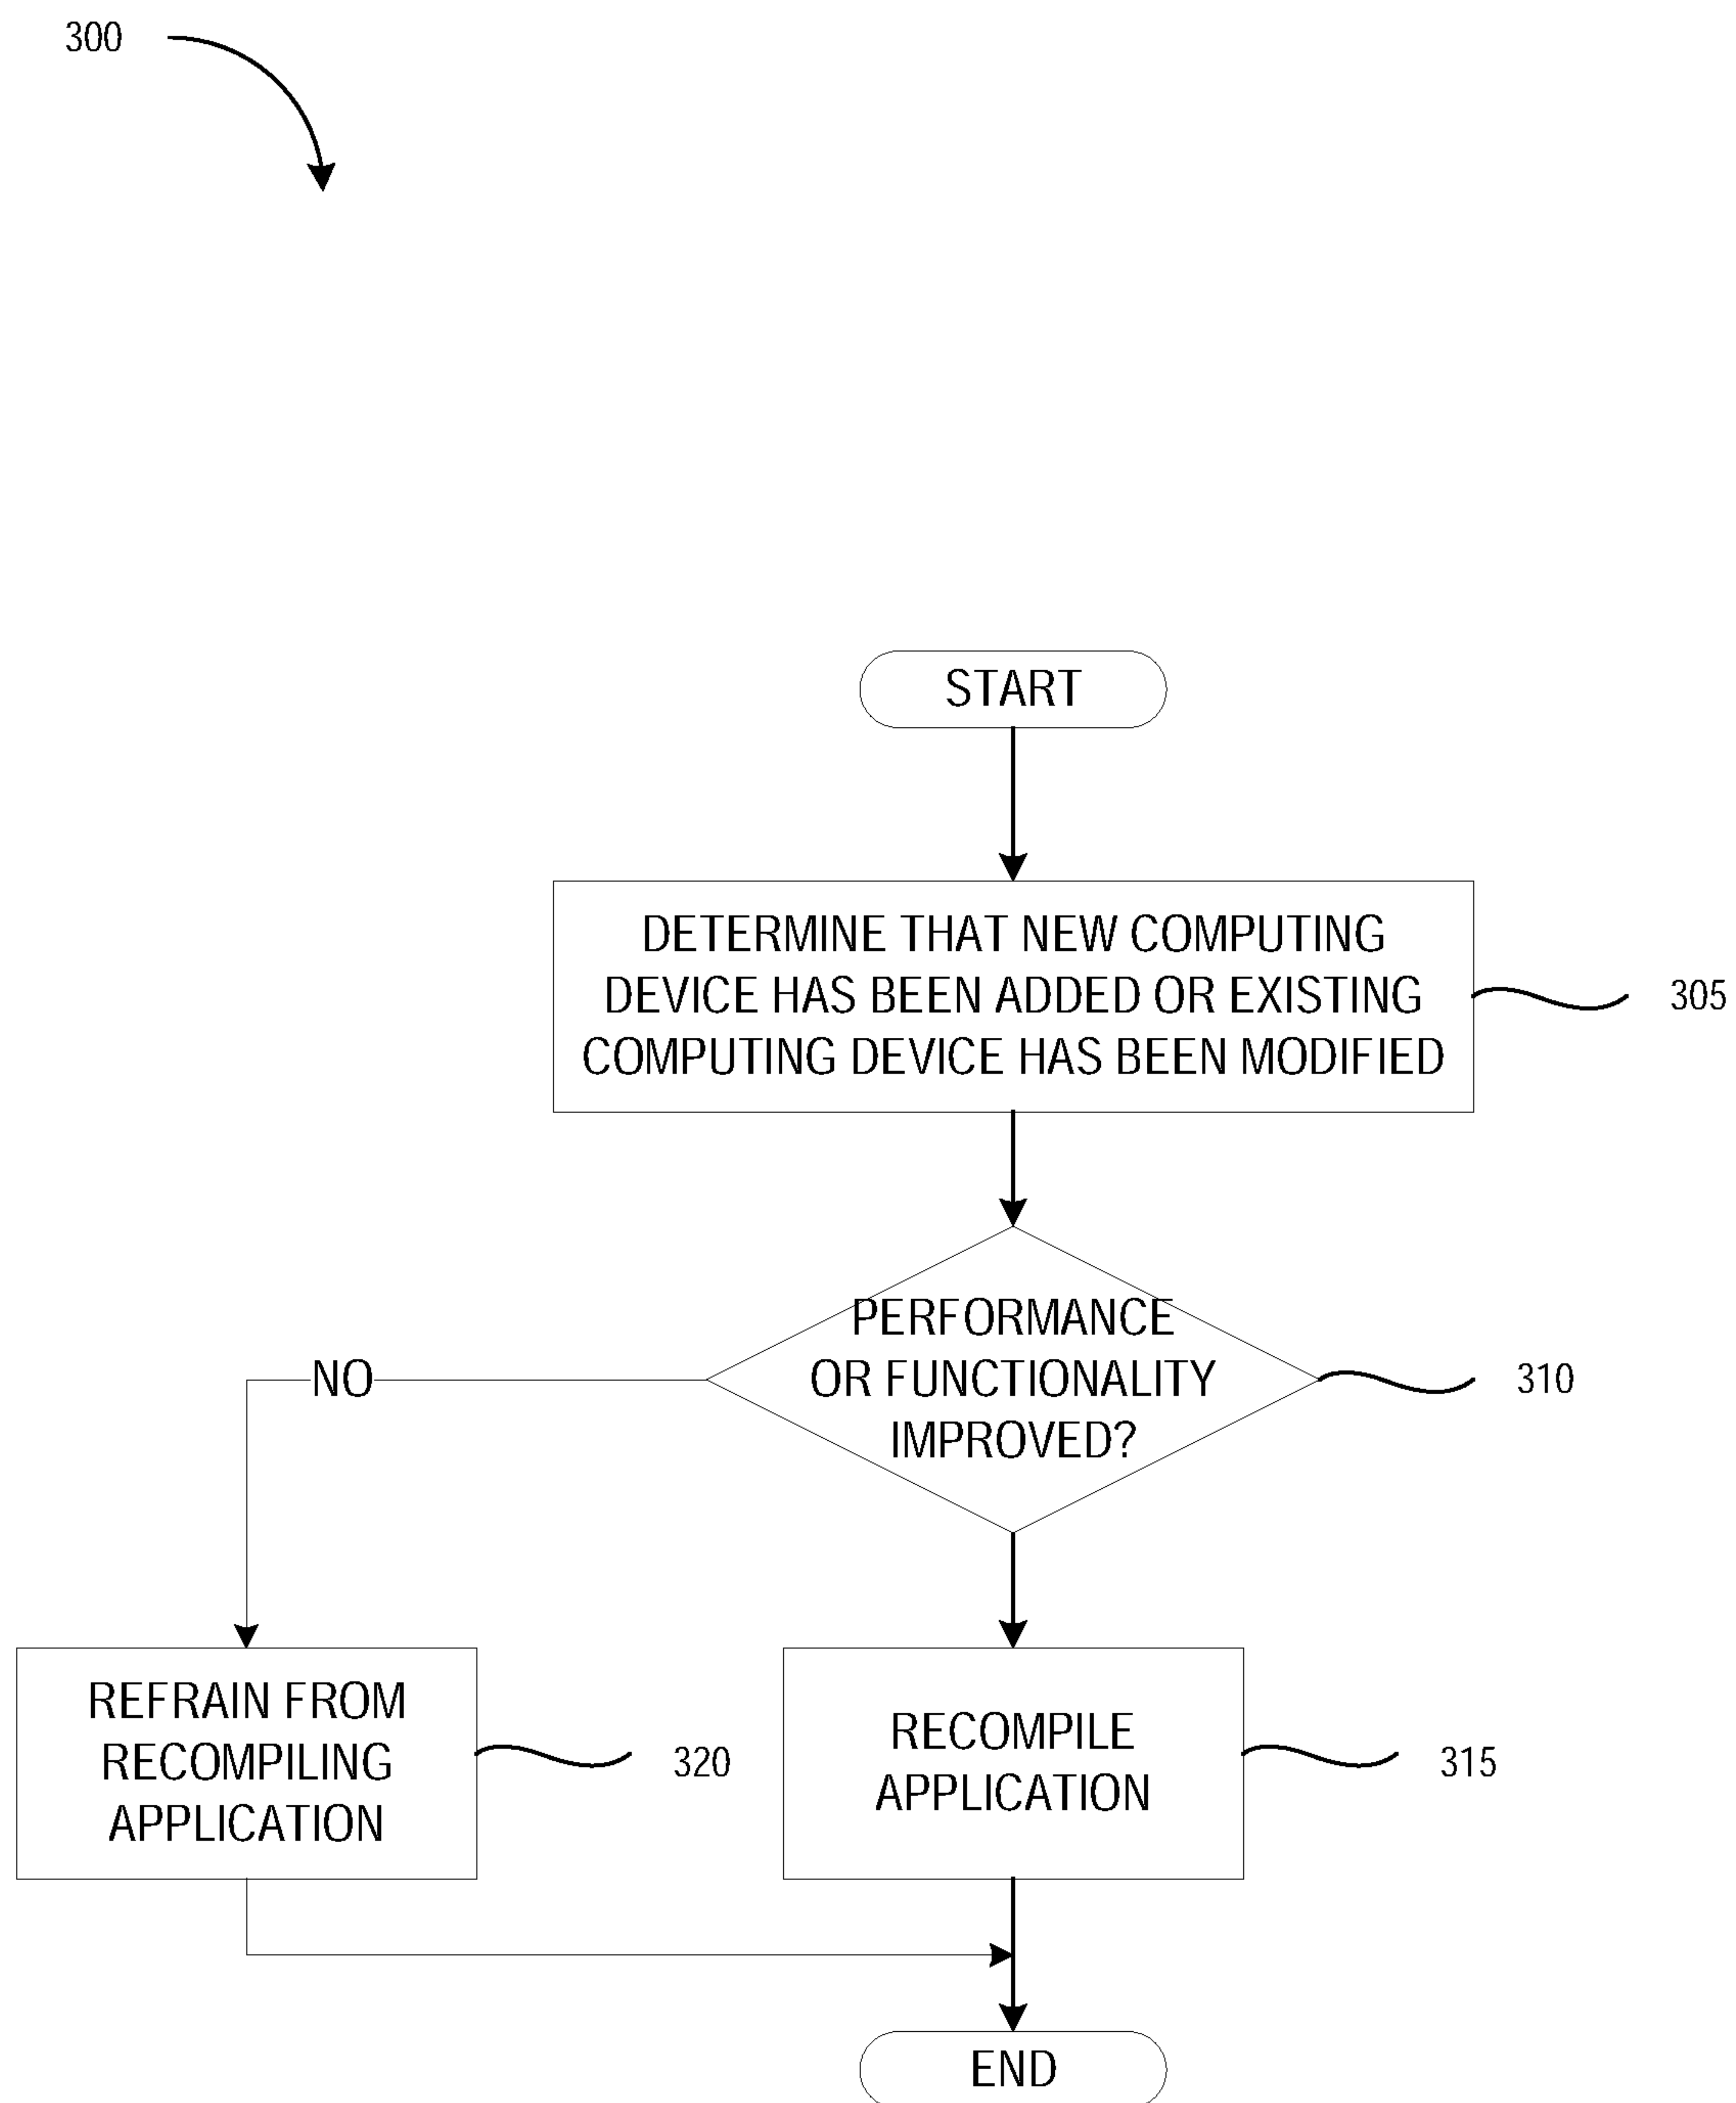 300
START
DETERMINE THAT NEW COMPUTING
DEVICE HAS BEEN ADDED OR EXISTING
COMPUTING DEVICE HAS BEEN MODIFIED
305
PERFORMANCE
OR FUNCTIONALITY
IMPROVED?
310
NO
REFRAIN FROM
RECOMPILING
APPLICATION
320
RECOMPILE
APPLICATION
315
END